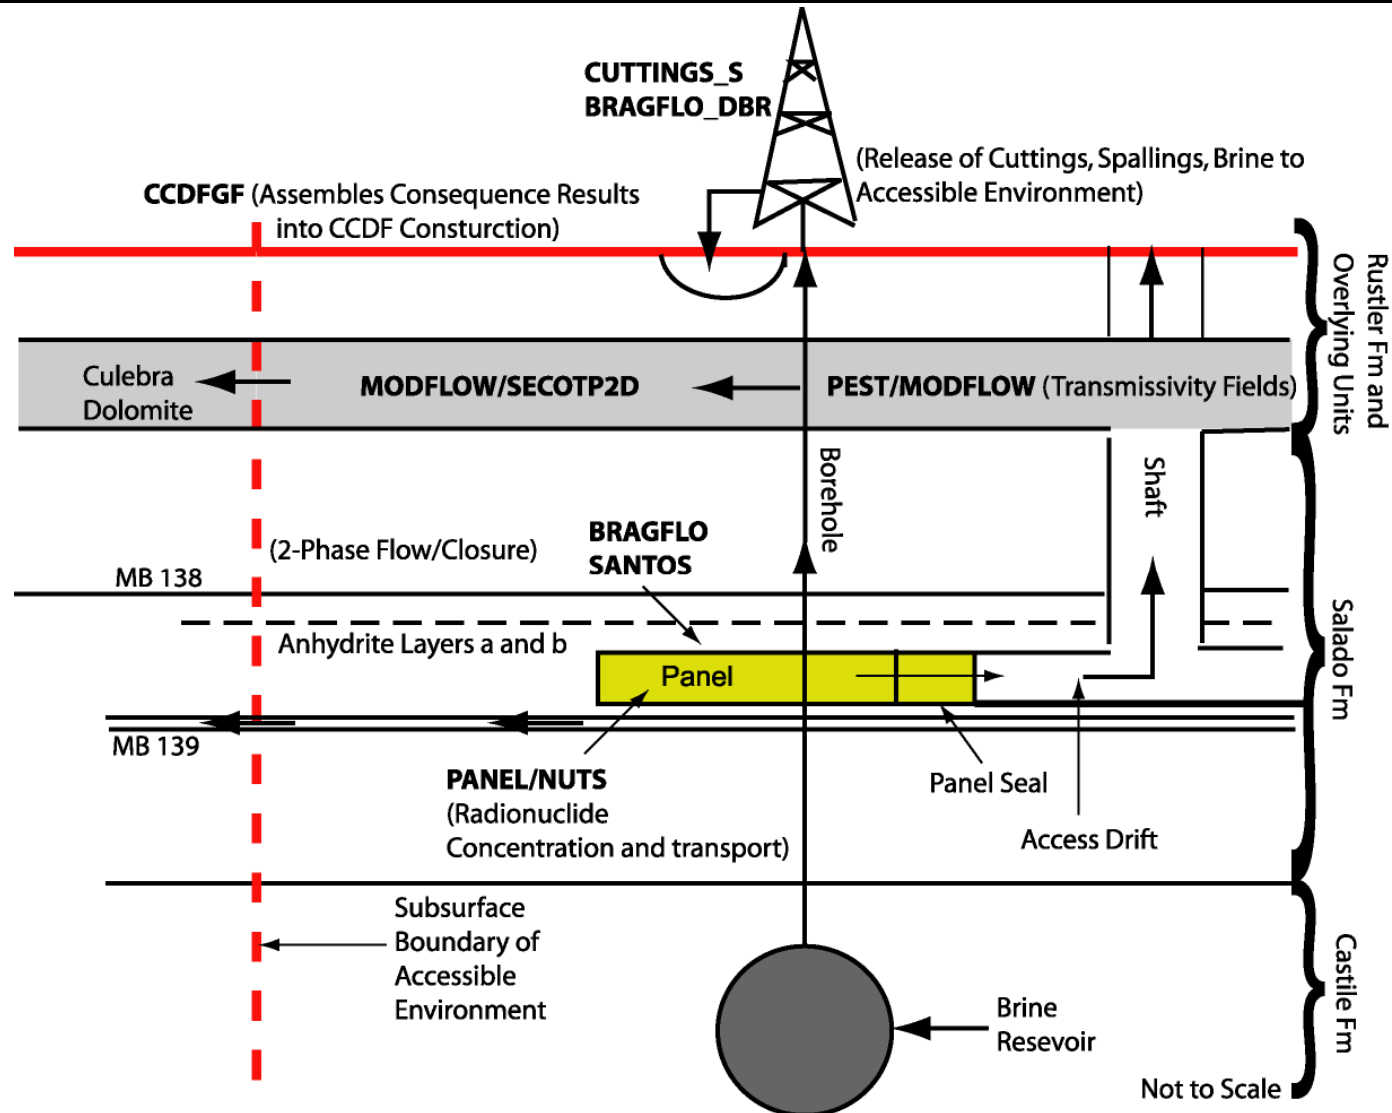 CUTTINGS_S
BRAGFLO_DBR
(Release of Cuttings, Spallings, Brine to
Accessible Environment)
CCDFGF (Assembles Consequence Results
into CCDF Consturction)
Rustler Fm and
Overlying Units
Culebra
Dolomite
MODFLOW/SECOTP2D
PEST/MODFLOW (Transmissivity Fields)
Borehole
Shaft
BRAGFLO
SANTOS
(2-Phase Flow/Closure)
MB 138
Anhydrite Layers a and b
Panel
Salado Fm
MB 139
PANEL/NUTS
(Radionuclide
Concentration and transport)
Panel Seal
Access Drift
Subsurface
Boundary of
Accessible
Environment
Brine
Resevoir
Castile Fm
Not to Scale